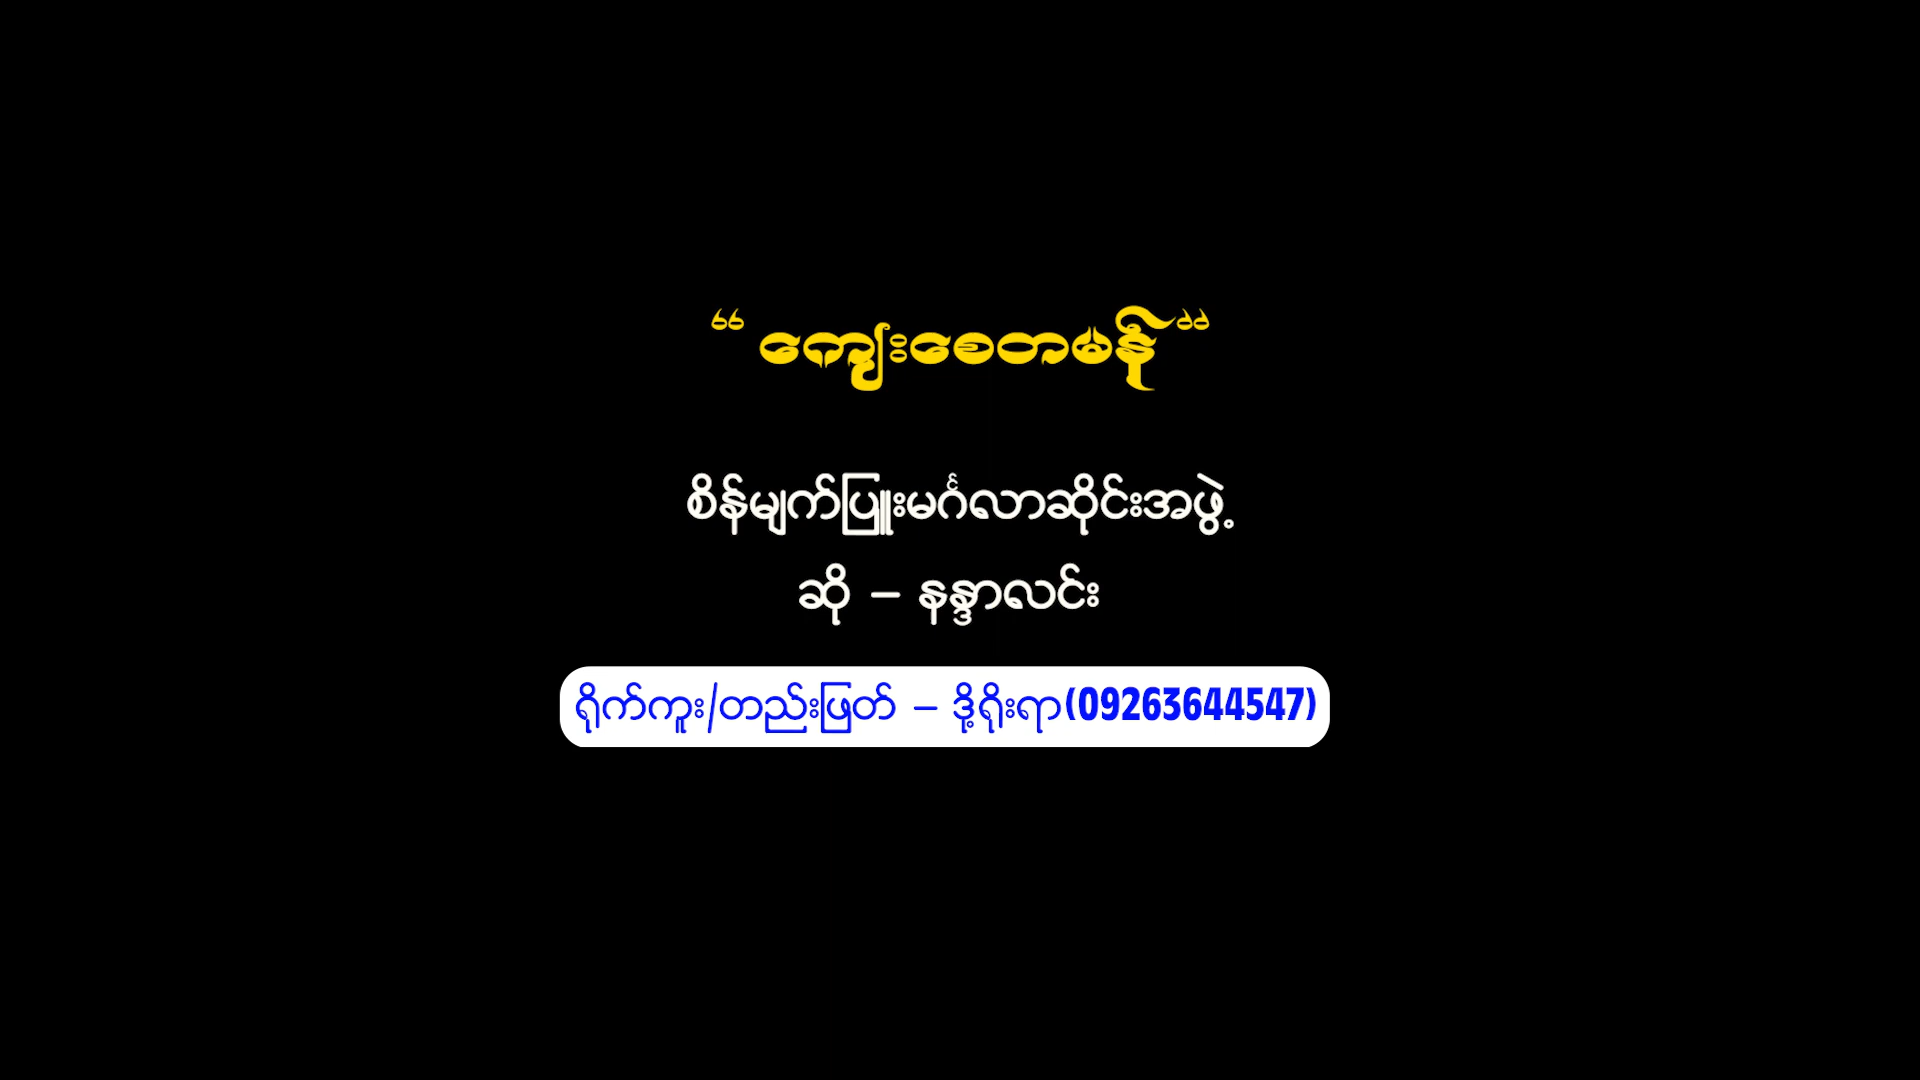 “ ကျေးစေတမန် ”
စိန်မျက်ပြူးမင်္ဂလာဆိုင်းအဖွဲ့
ဆို – နန္ဒာလင်း
ရိုက်ကူး/တည်းဖြတ် – ဒို့ရိုးရာ(09263644547)